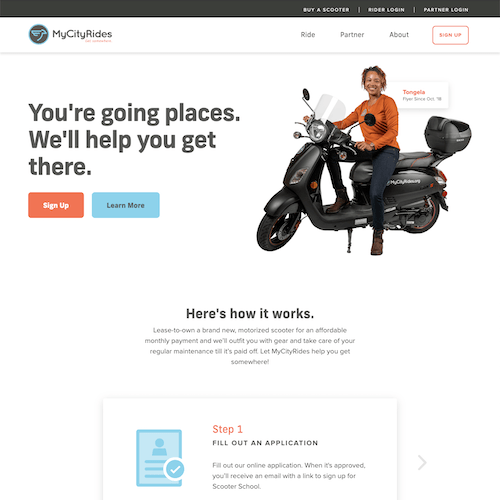 BUY A SCOOTER | RIDER LOGIN | PARTNER LOGIN
MyCityRides
get somewhere
Ride Partner About SIGN UP
Tongela
Flyer Since Oct. '18
You're going places.
We'll help you get
there.
MyCityRides.org
Sign Up Learn More
Here's how it works.
Lease-to-own a brand new, motorized scooter for an affordable
monthly payment and we'll outfit you with gear and take care of your
regular maintenance till it's paid off. Let MyCityRides help you get
somewhere!
Step 1
FILL OUT AN APPLICATION
Fill out our online application. When it's approved,
you'll receive an email with a link to sign up for
Scooter School.